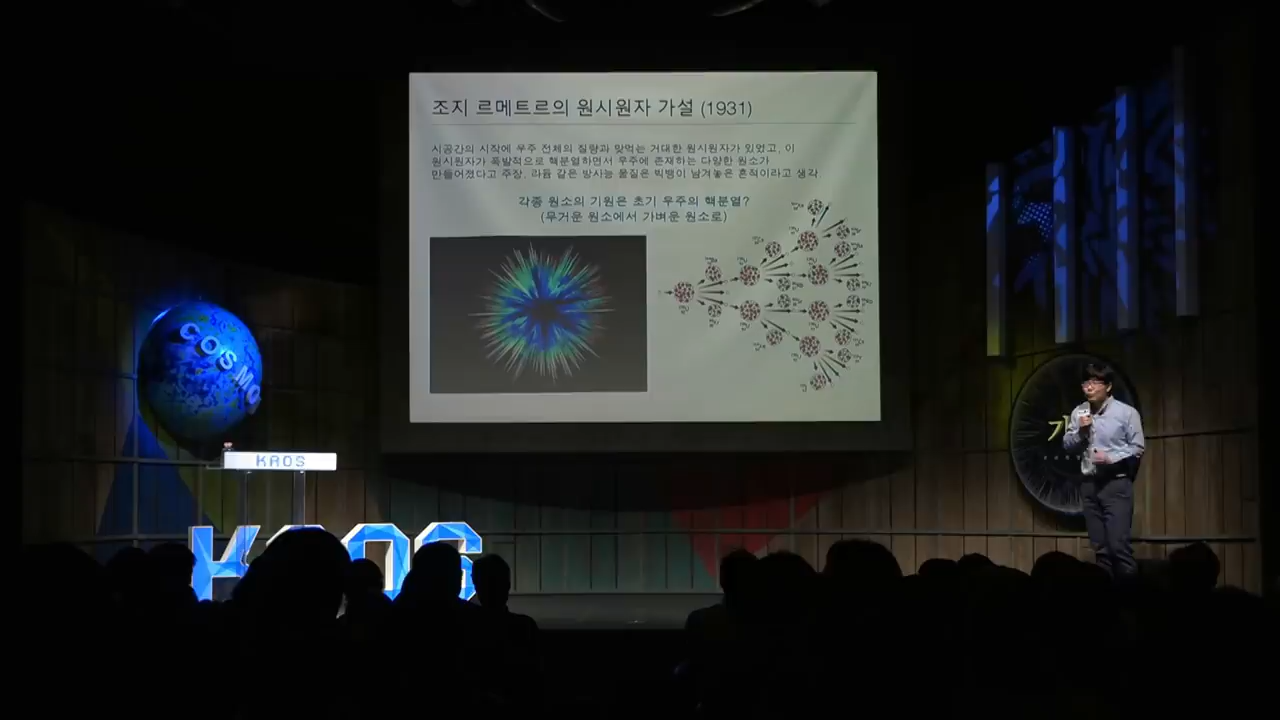 조지 르메트르의 원시원자 가설 (1931)
시공간의 시작에 우주 전체의 질량과 맞먹는 거대한 원시원자가 있었고, 이
원시원자가 폭발적으로 핵분열하면서 우주에 존재하는 다양한 원소가
만들어졌다고 주장. 라듐 같은 방사능 물질은 빅뱅이 남겨놓은 흔적이라고 생각.
각종 원소의 기원은 초기 우주의 핵분열?
(무거운 원소에서 가벼운 원소로)
COSMO
KAOS
KAOS